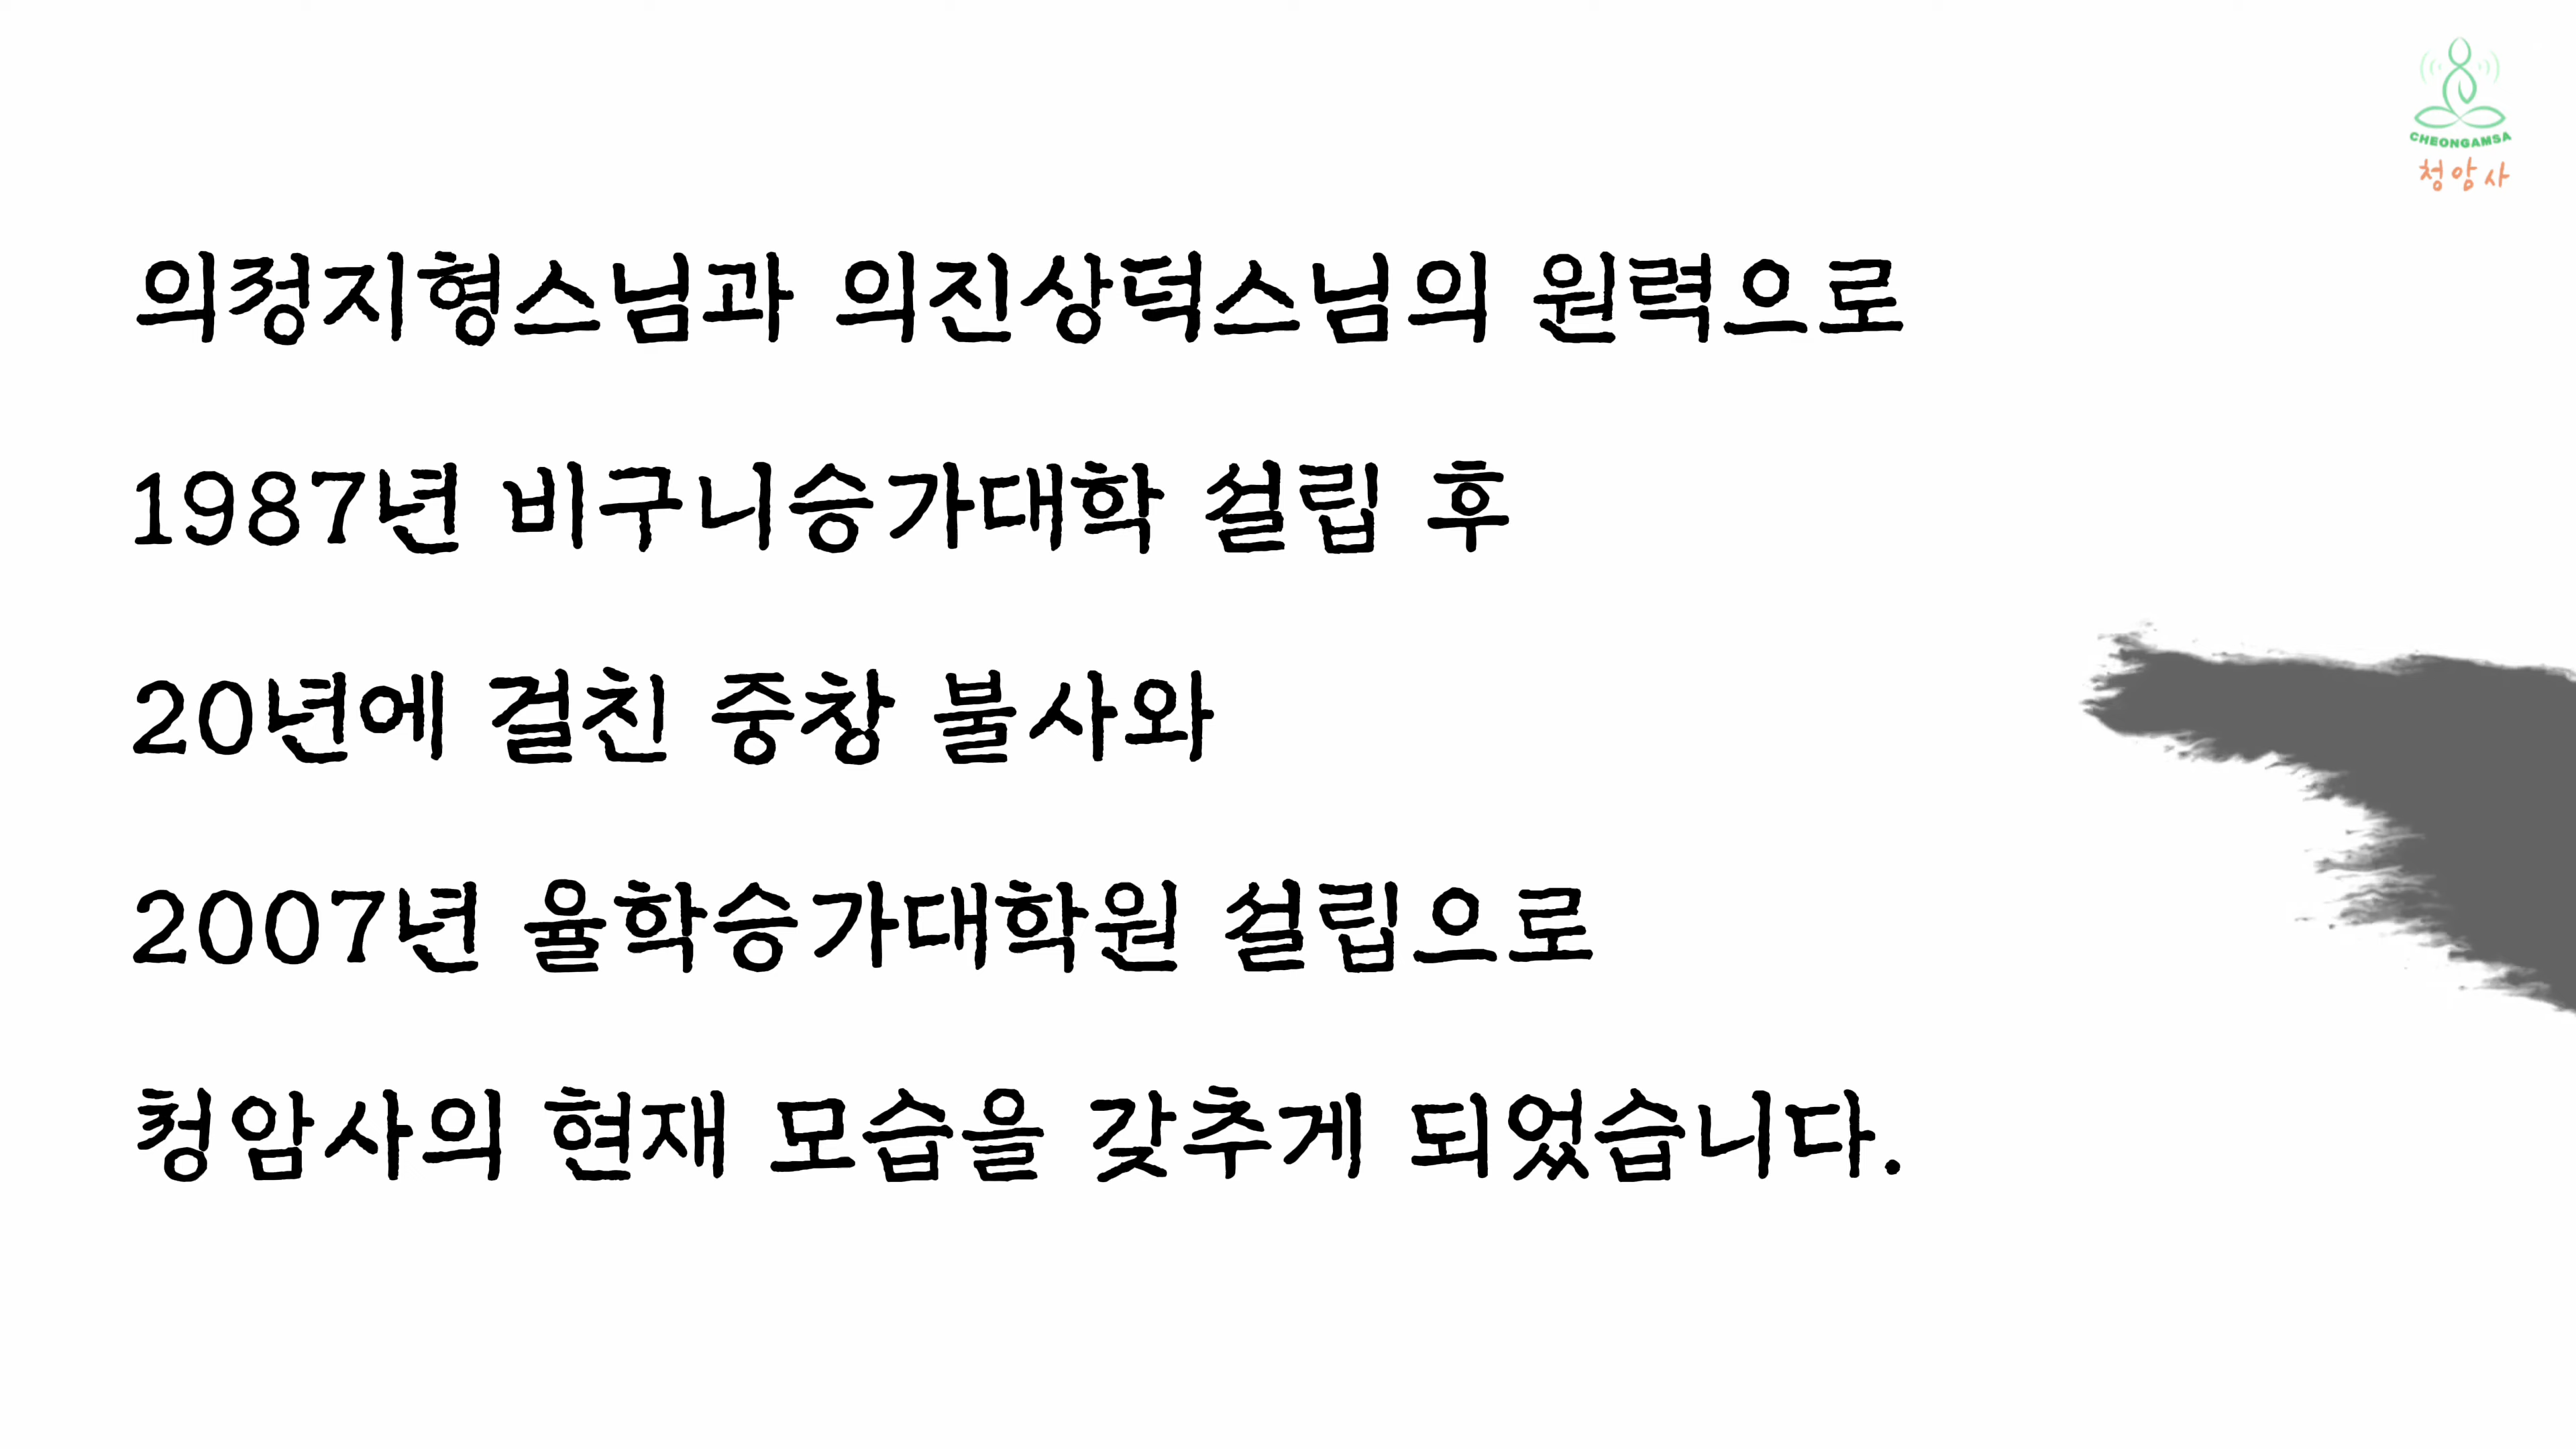 CHEONGAMSA
청암사
의정지형스님과 의진상덕스님의 원력으로
1987년 비구니승가대학 설립 후
20년에 걸친 중창 불사와
2007년 율학승가대학원 설립으로
청암사의 현재 모습을 갖추게 되었습니다.